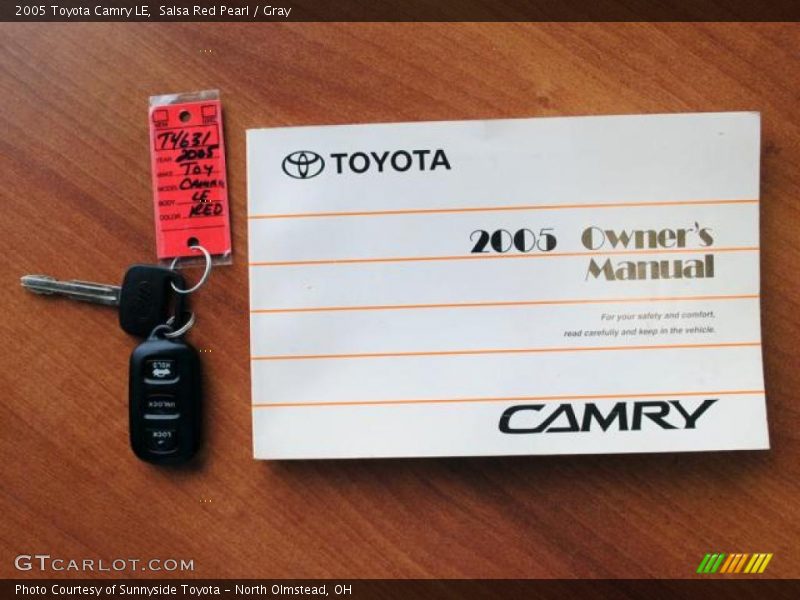 2005 Toyota Camry LE, Salsa Red Pearl / Gray
T4631
YEAR 2005
MAKE TOY
MODEL CAMRY
BODY LE
COLOR RED
LOCK
UNLOCK
HOLD
TOYOTA
2005 Owner's
Manual
For your safety and comfort,
read carefully and keep in the vehicle.
CAMRY
GTCARLOT.COM
Photo Courtesy of Sunnyside Toyota - North Olmstead, OH